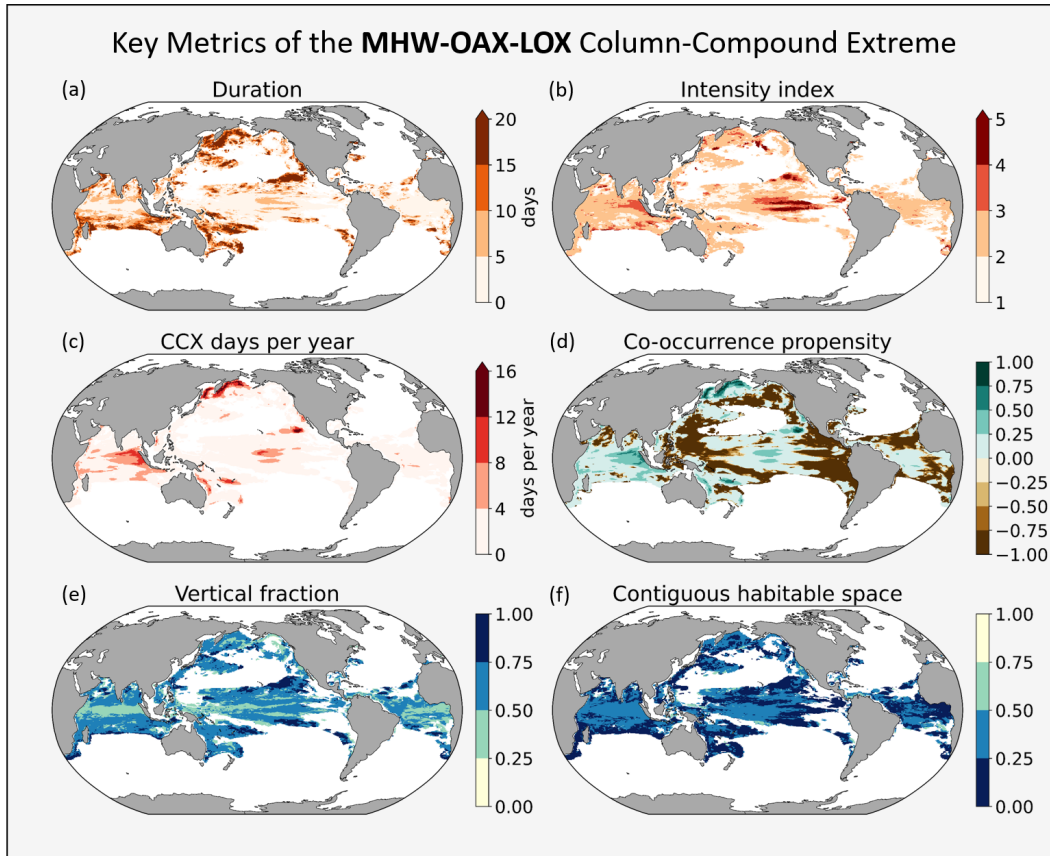 Key Metrics of the MHW-OAX-LOX Column-Compound Extreme
(a)
Duration
20
15
10
5
0
days
(b)
Intensity index
5
4
3
2
1
(c)
CCX days per year
16
12
8
4
0
days per year
(d)
Co-occurrence propensity
1.00
0.75
0.50
0.25
0.00
−0.25
−0.50
−0.75
−1.00
(e)
Vertical fraction
1.00
0.75
0.50
0.25
0.00
(f)
Contiguous habitable space
1.00
0.75
0.50
0.25
0.00